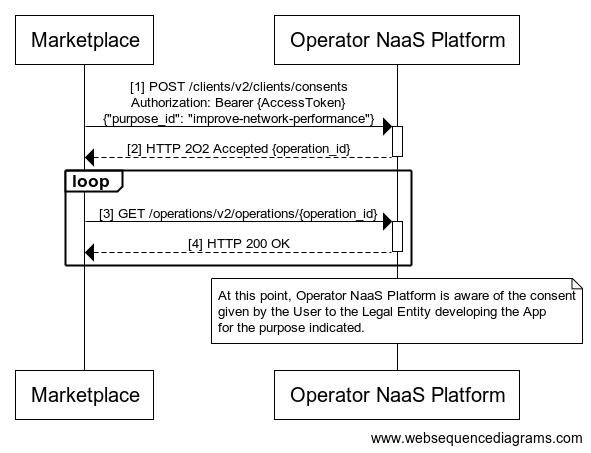 Marketplace
Operator NaaS Platform
[1] POST /clients/v2/clients/consents
Authorization: Bearer {AccessToken}
{"purpose_id": "improve-network-performance"}
[2] HTTP 2O2 Accepted {operation_id}
loop
[3] GET /operations/v2/operations/{operation_id}
[4] HTTP 200 OK
At this point, Operator NaaS Platform is aware of the consent
given by the User to the Legal Entity developing the App
for the purpose indicated.
Marketplace
Operator NaaS Platform
www.websequencediagrams.com